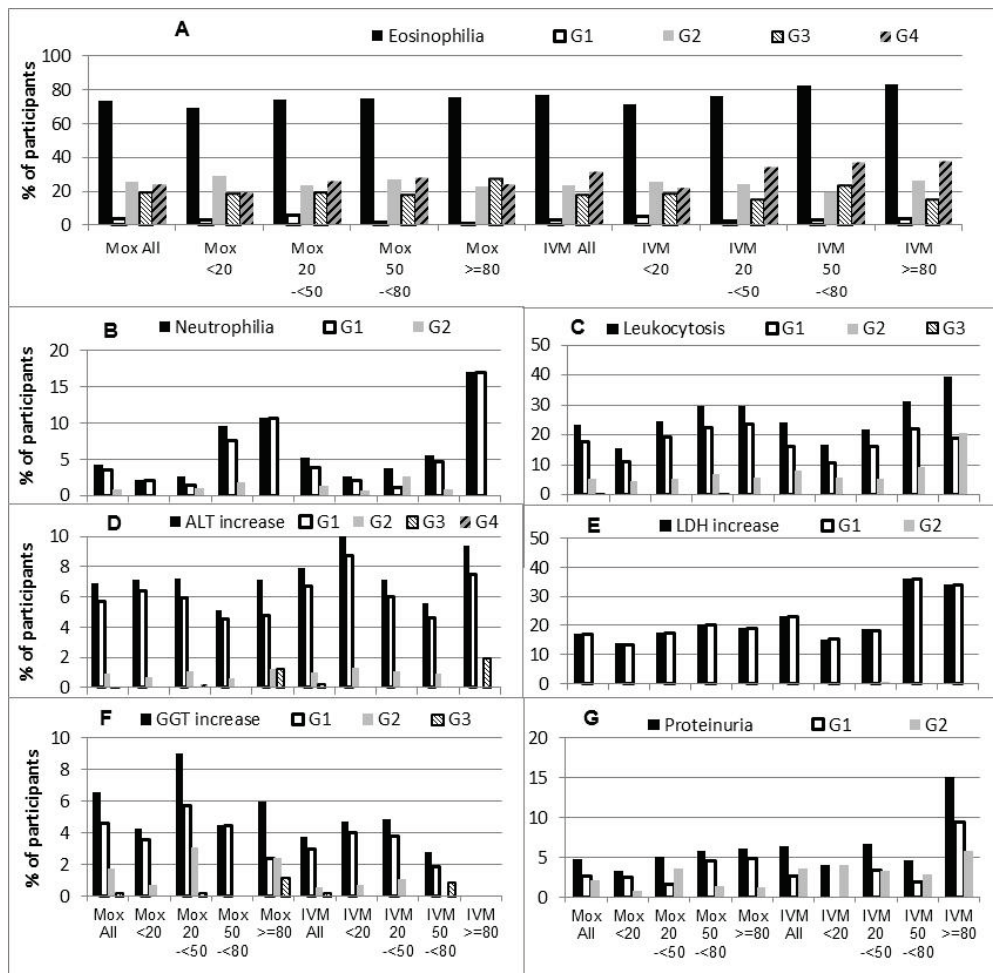 A
Eosinophilia G1 G2 G3 G4
% of participants
100
80
60
40
20
0
Mox All
Mox
<20
Mox
20
-<50
Mox
50
-<80
Mox
>=80
IVM All
IVM
<20
IVM
20
-<50
IVM
50
-<80
IVM
>=80
B
Neutrophilia G1 G2
% of participants
20
15
10
5
0
C
Leukocytosis G1 G2 G3
50
40
30
20
10
0
D
ALT increase G1 G2 G3 G4
% of participants
10
8
6
4
2
0
E
LDH increase G1 G2
50
40
30
20
10
0
F
GGT increase G1 G2 G3
% of participants
10
8
6
4
2
0
Mox
All
Mox
<20
Mox
20
-<50
Mox
50
-<80
Mox
>=80
IVM
All
IVM
<20
IVM
20
-<50
IVM
50
-<80
IVM
>=80
G
Proteinuria G1 G2
20
15
10
5
0
Mox
All
Mox
<20
Mox
20
-<50
Mox
50
-<80
Mox
>=80
IVM
All
IVM
<20
IVM
20
-<50
IVM
50
-<80
IVM
>=80